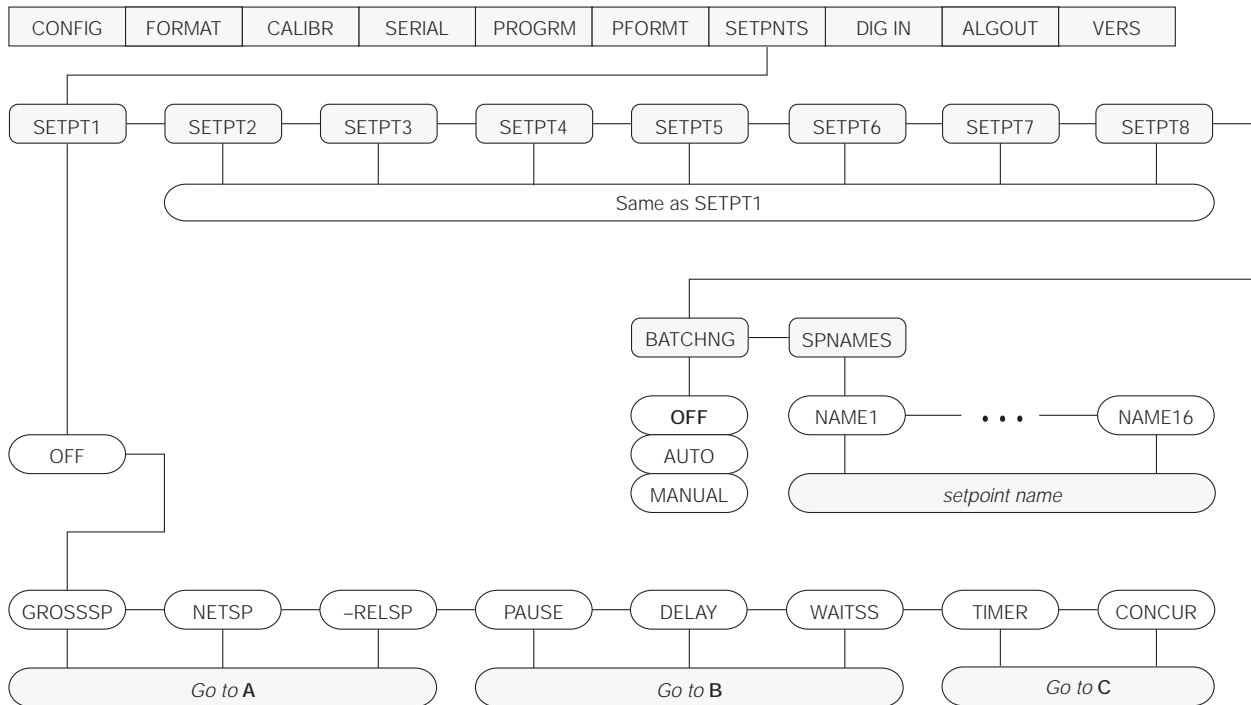 CONFIG FORMAT CALIBR SERIAL PROGRM PFORMT SETPNTS DIG IN ALGOUT VERS
SETPT1 SETPT2 SETPT3 SETPT4 SETPT5 SETPT6 SETPT7 SETPT8
Same as SETPT1
BATCHNG SPNAMES
OFF NAME1 • • • NAME16
OFF AUTO
MANUAL setpoint name
GROSSSP NETSP –RELSP PAUSE DELAY WAITSS TIMER CONCUR
Go to A Go to B Go to C